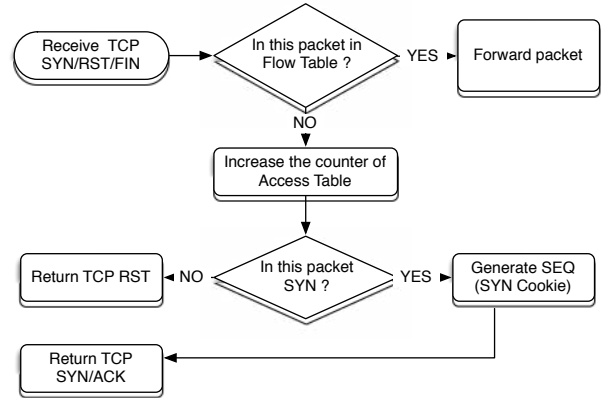 Receive TCP
SYN/RST/FIN
In this packet in
Flow Table ?
YES
Forward packet
NO
Increase the counter of
Access Table
Return TCP RST
NO
In this packet
SYN ?
YES
Generate SEQ
(SYN Cookie)
Return TCP
SYN/ACK